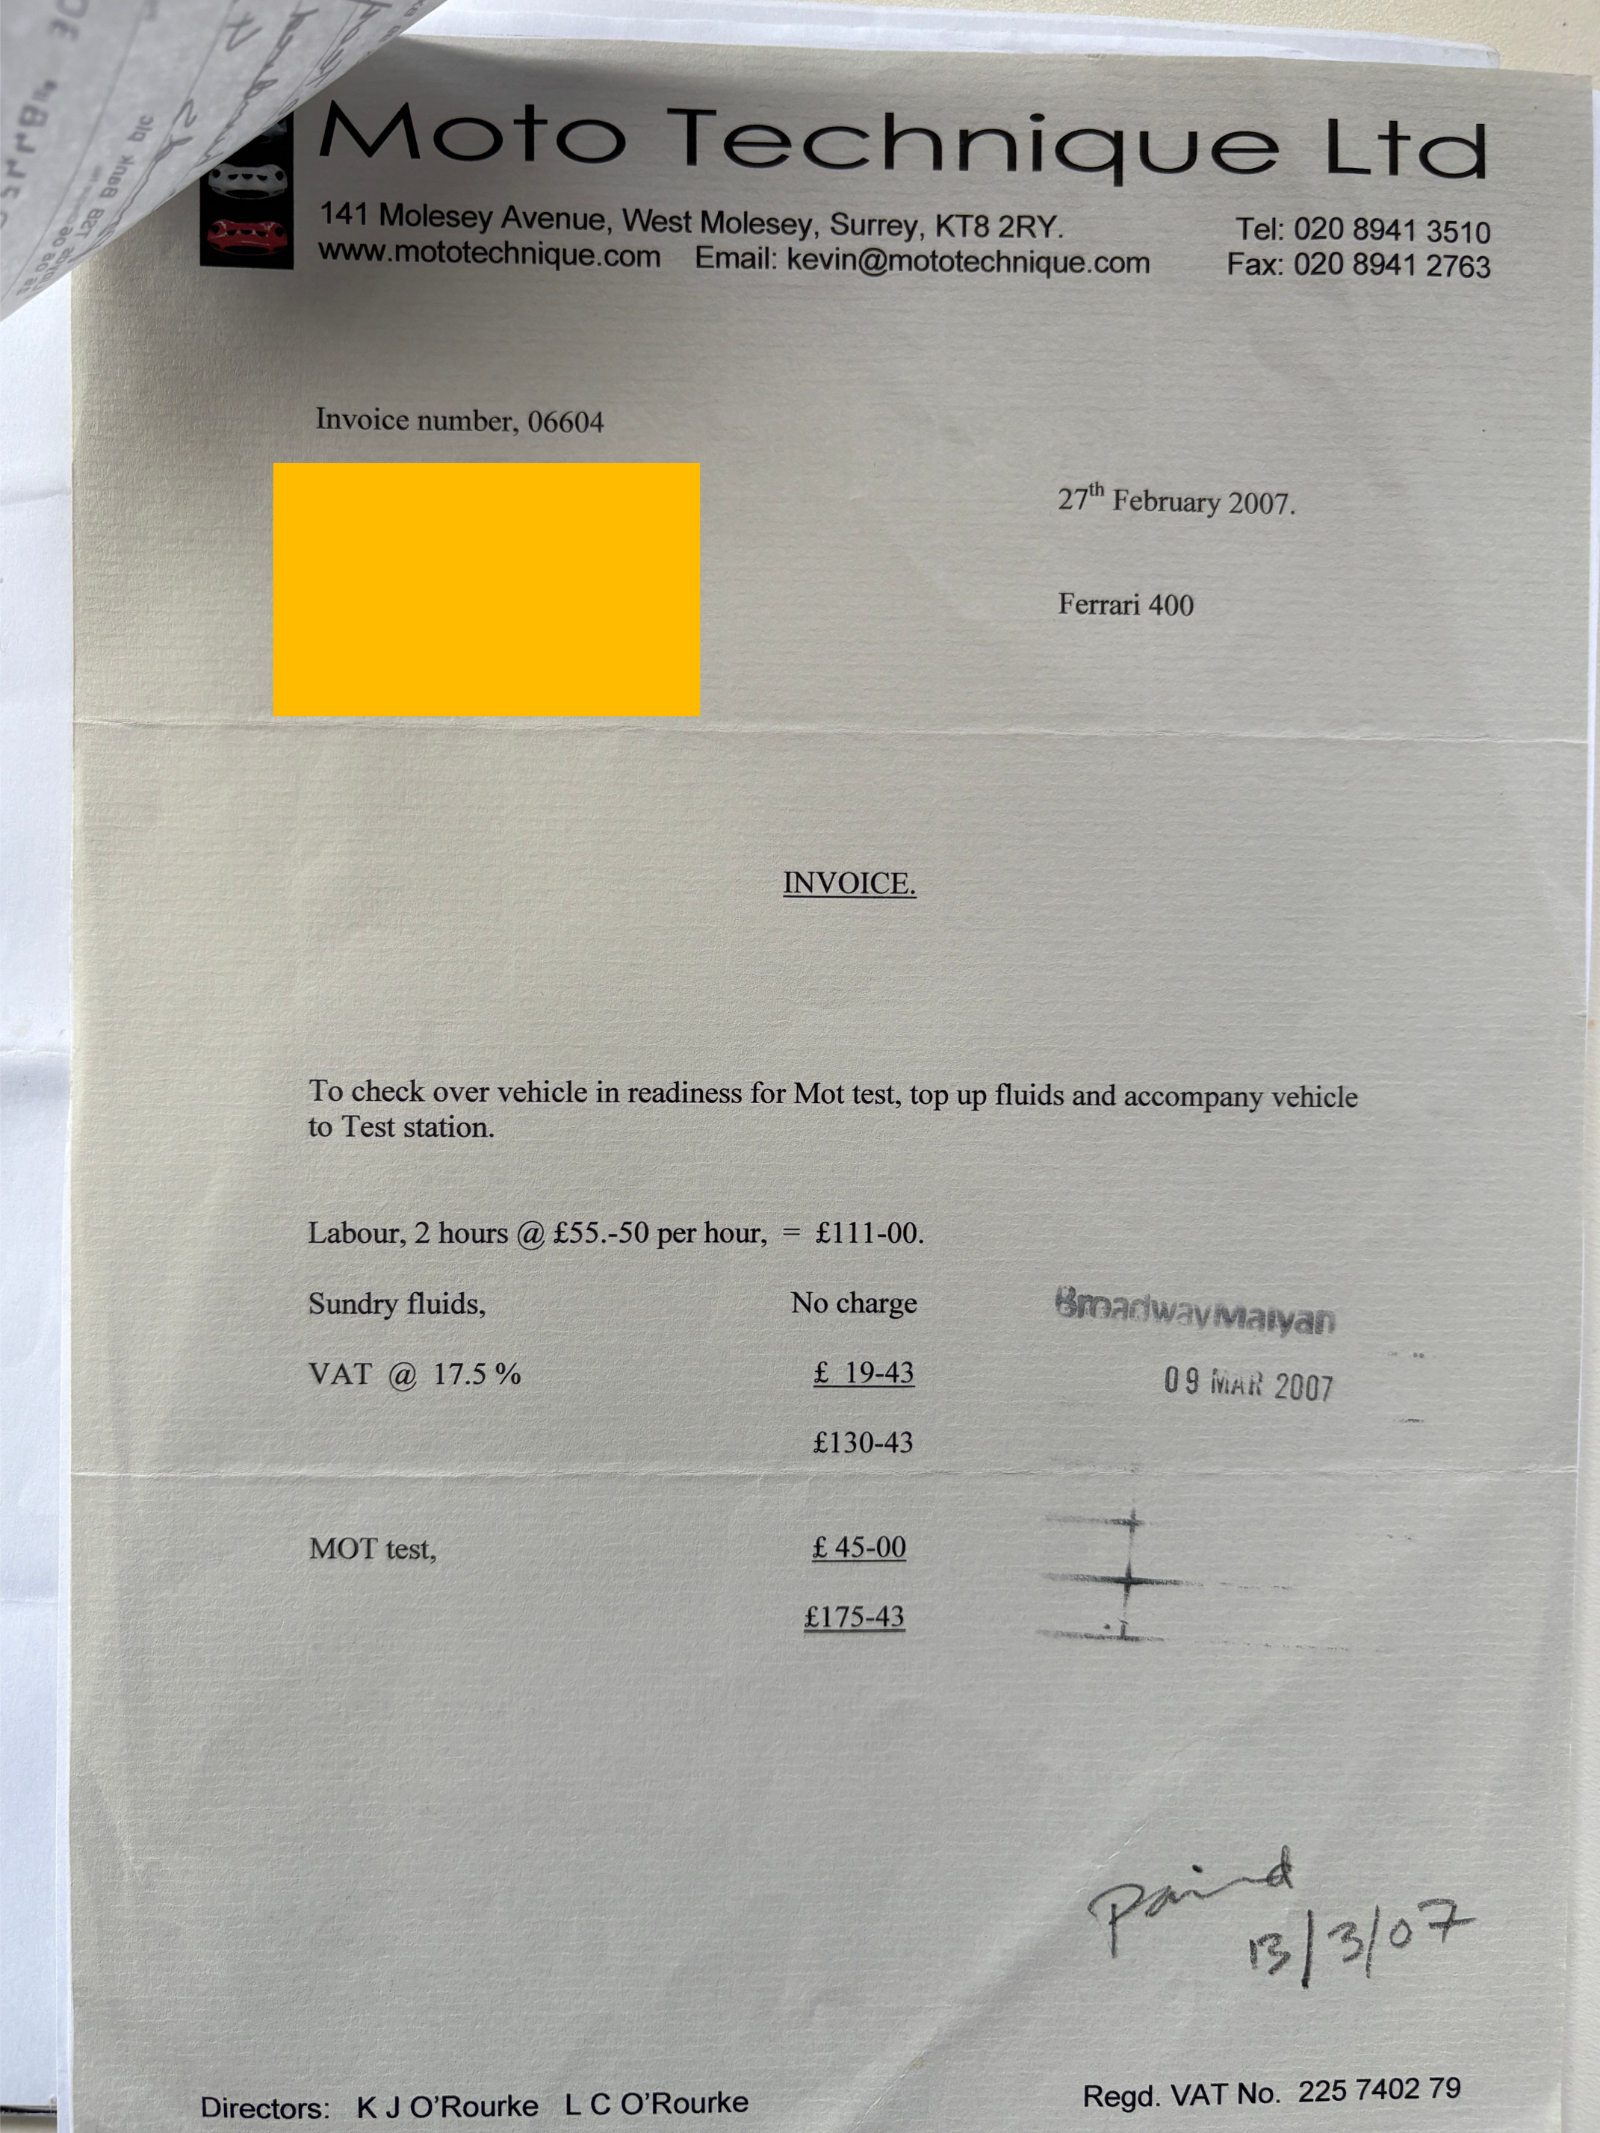 Moto Technique Ltd
141 Molesey Avenue, West Molesey, Surrey, KT8 2RY.
Tel: 020 8941 3510
www.mototechnique.com Email: kevin@mototechnique.com
Fax: 020 8941 2763
Invoice number, 06604
27th February 2007.
Ferrari 400
INVOICE.
To check over vehicle in readiness for Mot test, top up fluids and accompany vehicle
to Test station.
Labour, 2 hours @ £55.-50 per hour, = £111-00.
Sundry fluids, No charge
BroadwayMalyan
VAT @ 17.5 % £ 19-43
09 MAR 2007
£130-43
MOT test, £ 45-00
£175-43
Paid
13/3/07
Directors: K J O'Rourke L C O'Rourke
Regd. VAT No. 225 7402 79